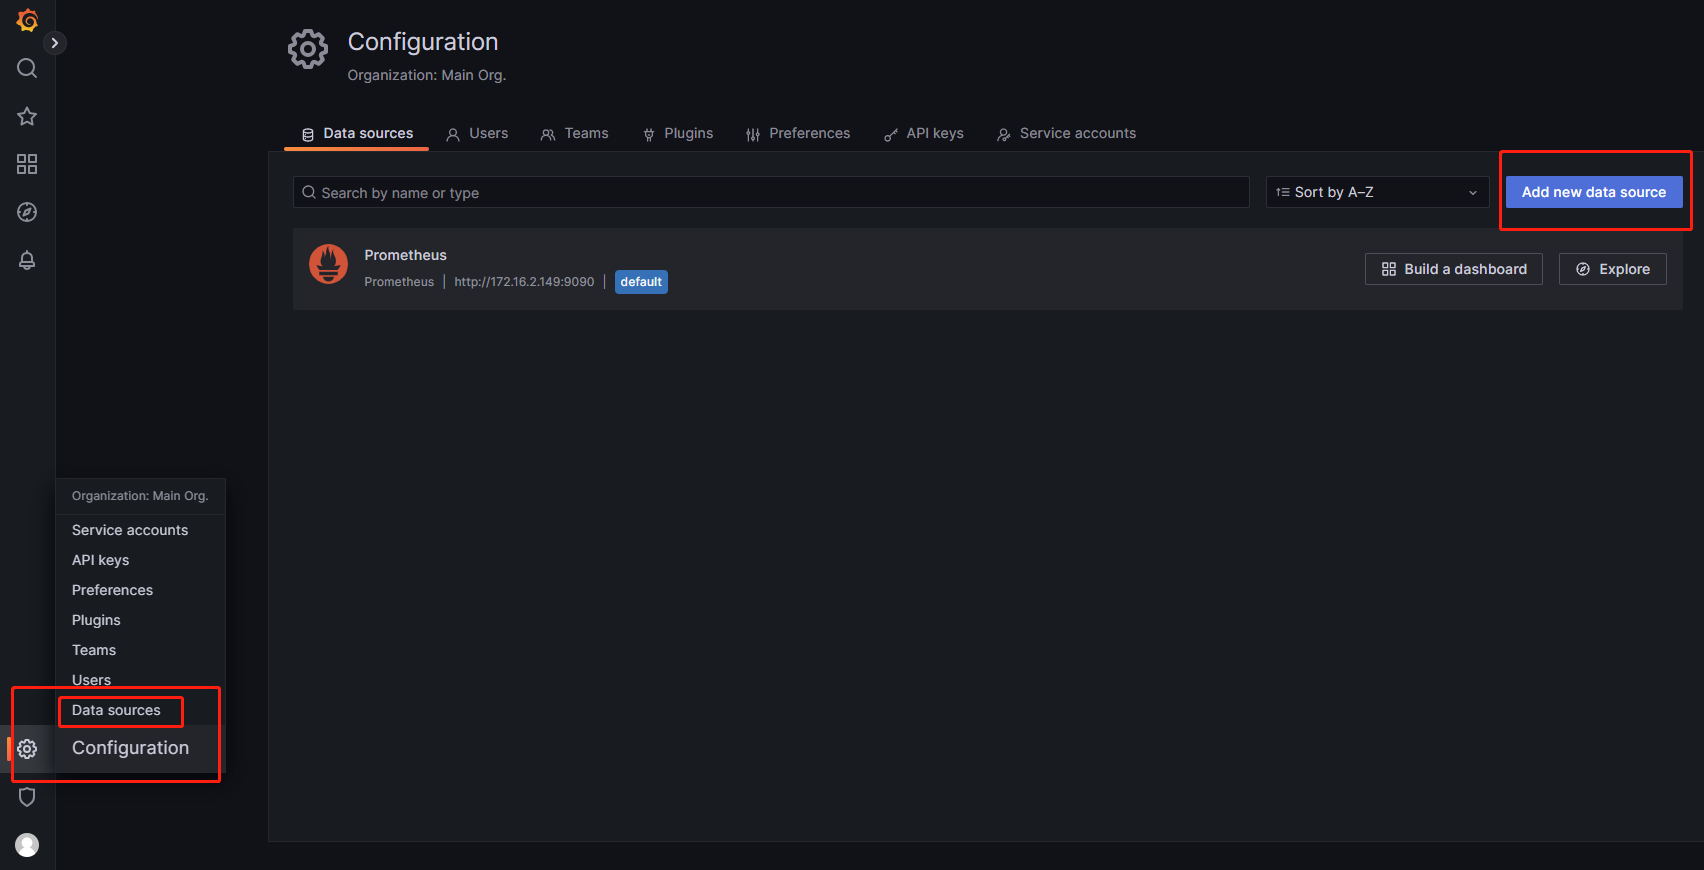 Configuration
Organization: Main Org.
Data sources
Users
Teams
Plugins
Preferences
API keys
Service accounts
Search by name or type
Sort by A–Z
Add new data source
Prometheus
Prometheus | http://172.16.2.149:9090 | default
Build a dashboard
Explore
Organization: Main Org.
Service accounts
API keys
Preferences
Plugins
Teams
Users
Data sources
Configuration